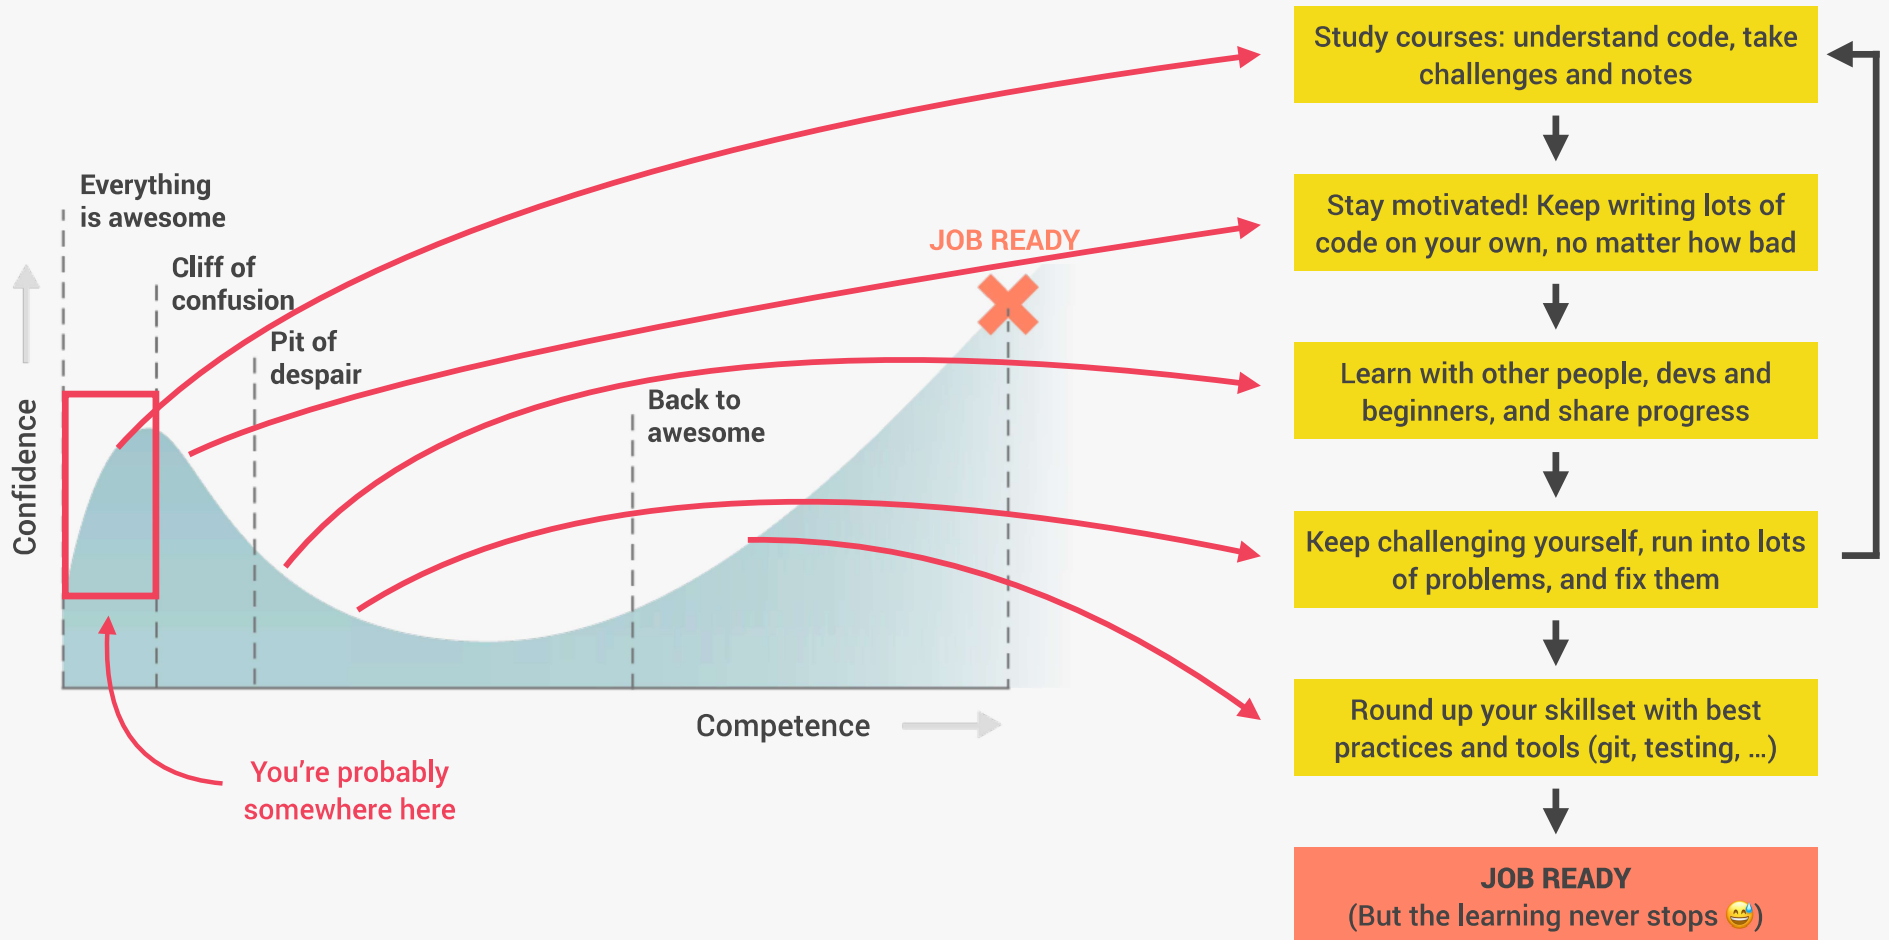 Everything
is awesome
Cliff of
confusion
Pit of
despair
Back to
awesome
JOB READY
Confidence
Competence
You're probably
somewhere here
Study courses: understand code, take
challenges and notes
Stay motivated! Keep writing lots of
code on your own, no matter how bad
Learn with other people, devs and
beginners, and share progress
Keep challenging yourself, run into lots
of problems, and fix them
Round up your skillset with best
practices and tools (git, testing, …)
JOB READY
(But the learning never stops 😅)